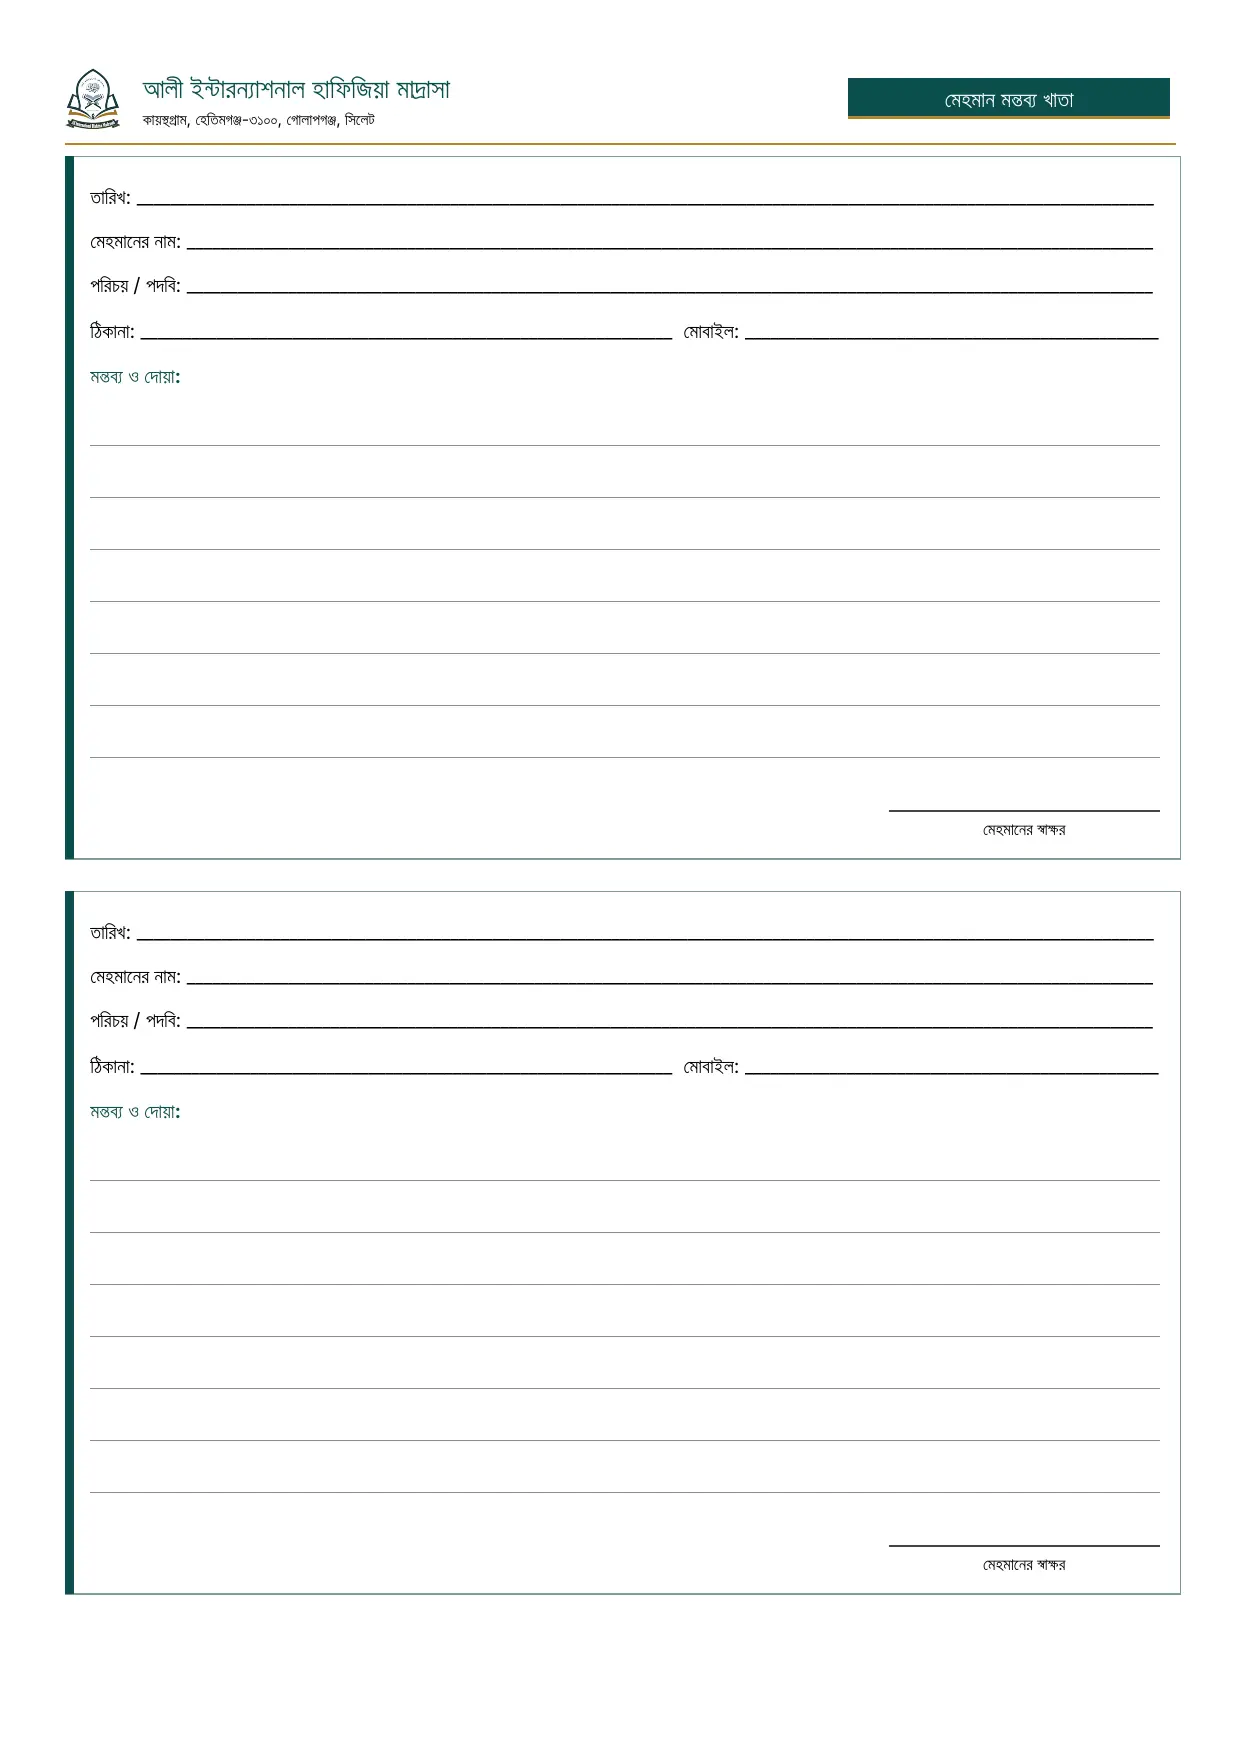 আলী ইন্টারন্যাশনাল হাফিজিয়া মাদ্রাসা
কায়স্থগ্রাম, হেতিমগঞ্জ-৩১০০, গোলাপগঞ্জ, সিলেট
মেহমান মন্তব্য খাতা
তারিখ:
মেহমানের নাম:
পরিচয় / পদবি:
ঠিকানা: মোবাইল:
মন্তব্য ও দোয়া:
মেহমানের স্বাক্ষর
তারিখ:
মেহমানের নাম:
পরিচয় / পদবি:
ঠিকানা: মোবাইল:
মন্তব্য ও দোয়া:
মেহমানের স্বাক্ষর